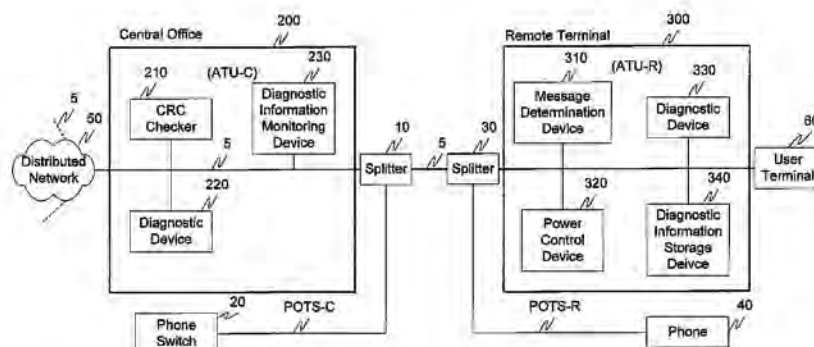 Central Office
200
210
(ATU-C)
230
CRC
Checker
Diagnostic
Information
Monitoring
Device
5
50
Distributed
Network
5
220
Diagnostic
Device
10
Splitter
5
30
Splitter
20
Phone
Switch
POTS-C
Remote Terminal
300
310
(ATU-R)
330
Message
Determination
Device
Diagnostic
Device
320
Power
Control
Device
340
Diagnostic
Information
Storage
Deivce
60
User
Terminal
POTS-R
40
Phone